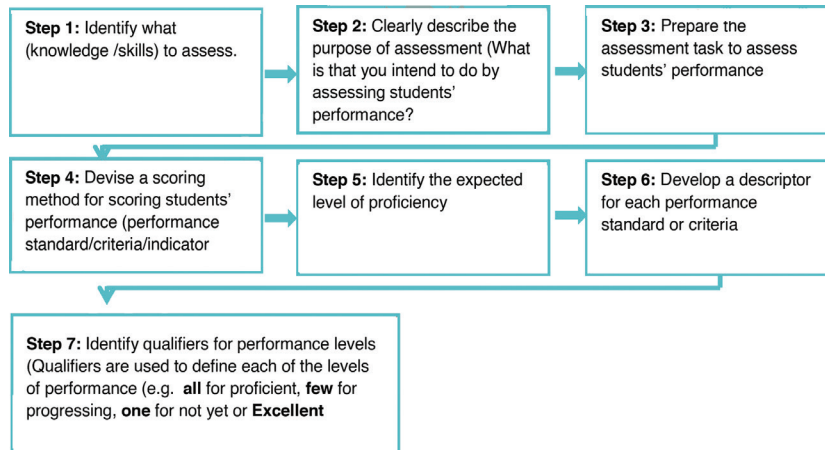 Step 1: Identify what
(knowledge /skills) to assess.
Step 2: Clearly describe the
purpose of assessment (What
is that you intend to do by
assessing students’
performance?
Step 3: Prepare the
assessment task to assess
students’ performance
Step 4: Devise a scoring
method for scoring students’
performance (performance
standard/criteria/indicator
Step 5: Identify the expected
level of proficiency
Step 6: Develop a descriptor
for each performance
standard or criteria
Step 7: Identify qualifiers for performance levels
(Qualifiers are used to define each of the levels
of performance (e.g. all for proficient, few for
progressing, one for not yet or Excellent